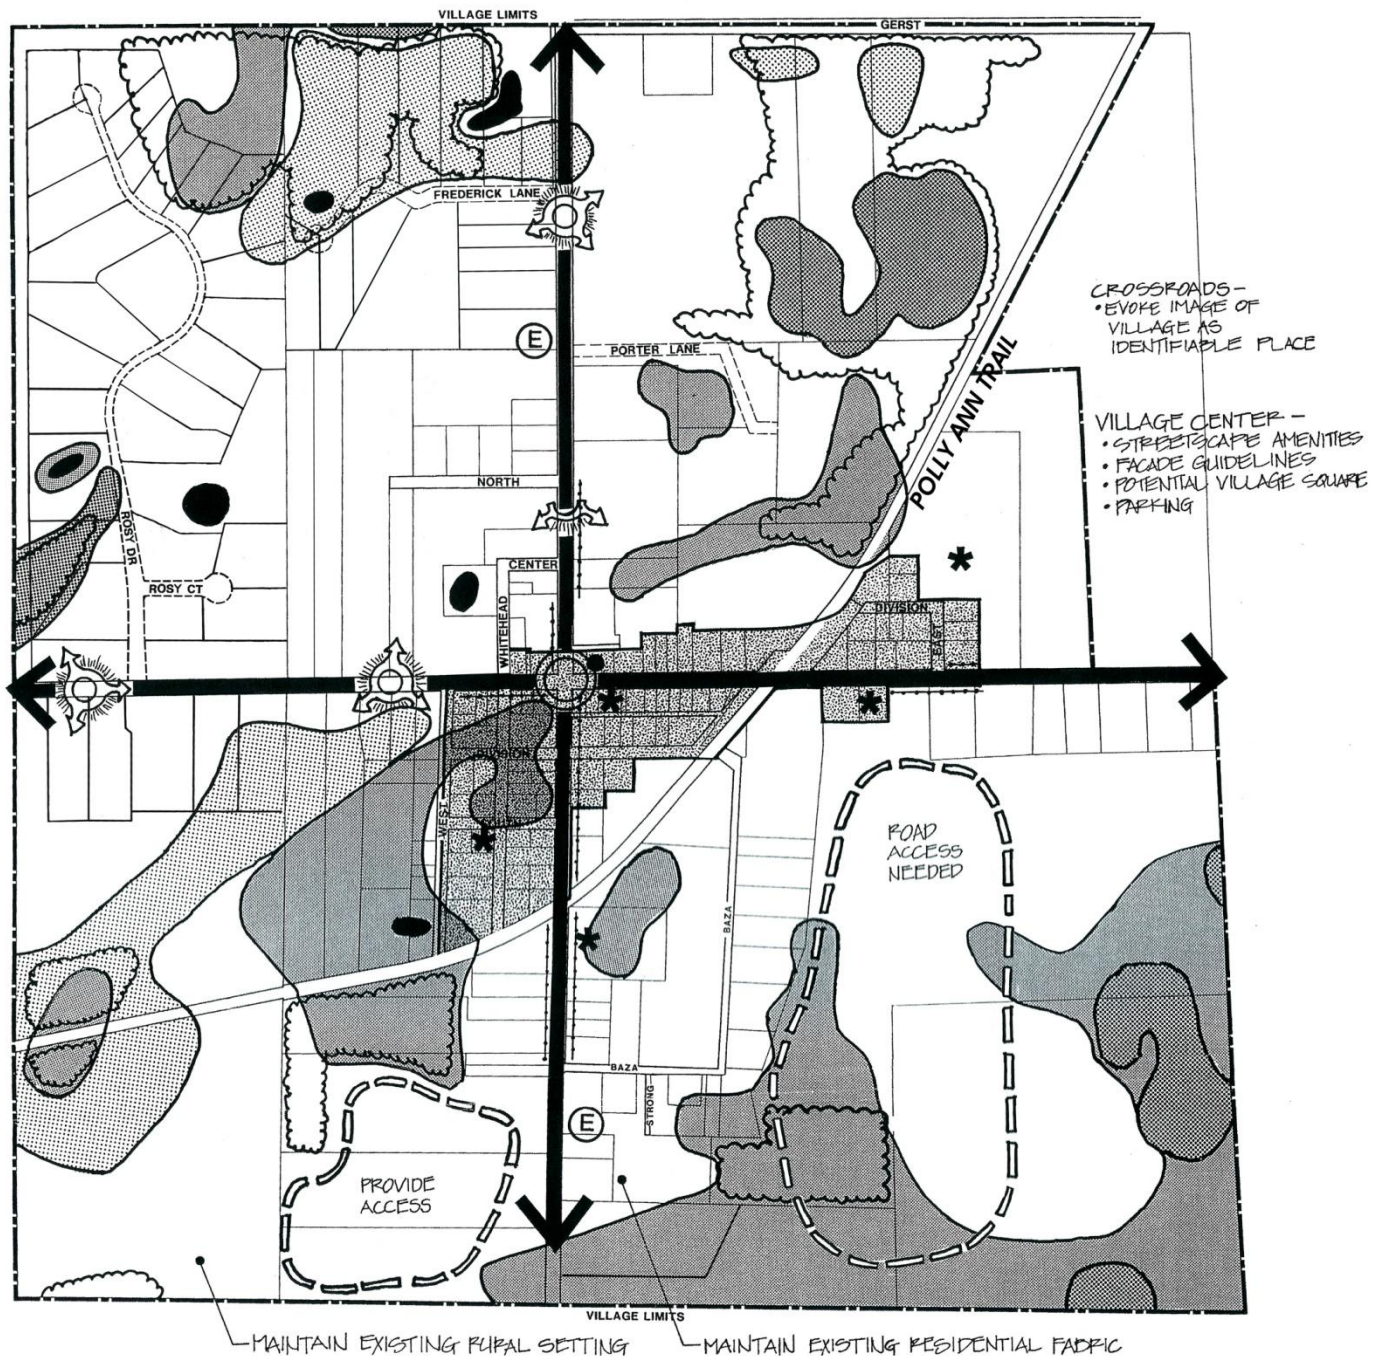 VILLAGE LIMITS
GERST
FREDERICK LANE
E
PORTER LANE
CROSSROADS -
• EVOKE IMAGE OF
VILLAGE AS
IDENTIFIABLE PLACE
POLLY ANN TRAIL
VILLAGE CENTER -
• STREETSCAPE AMENITIES
• FACADE GUIDELINES
• POTENTIAL VILLAGE SQUARE
• PARKING
NORTH
ROSY DR
CENTER
ROSY CT
WHITEHEAD
DIVISION
EAST
DIVISION
WEST
ROAD
ACCESS
NEEDED
BAZA
BAZA
STRONG
E
PROVIDE
ACCESS
VILLAGE LIMITS
MAINTAIN EXISTING RURAL SETTING
MAINTAIN EXISTING RESIDENTIAL FABRIC